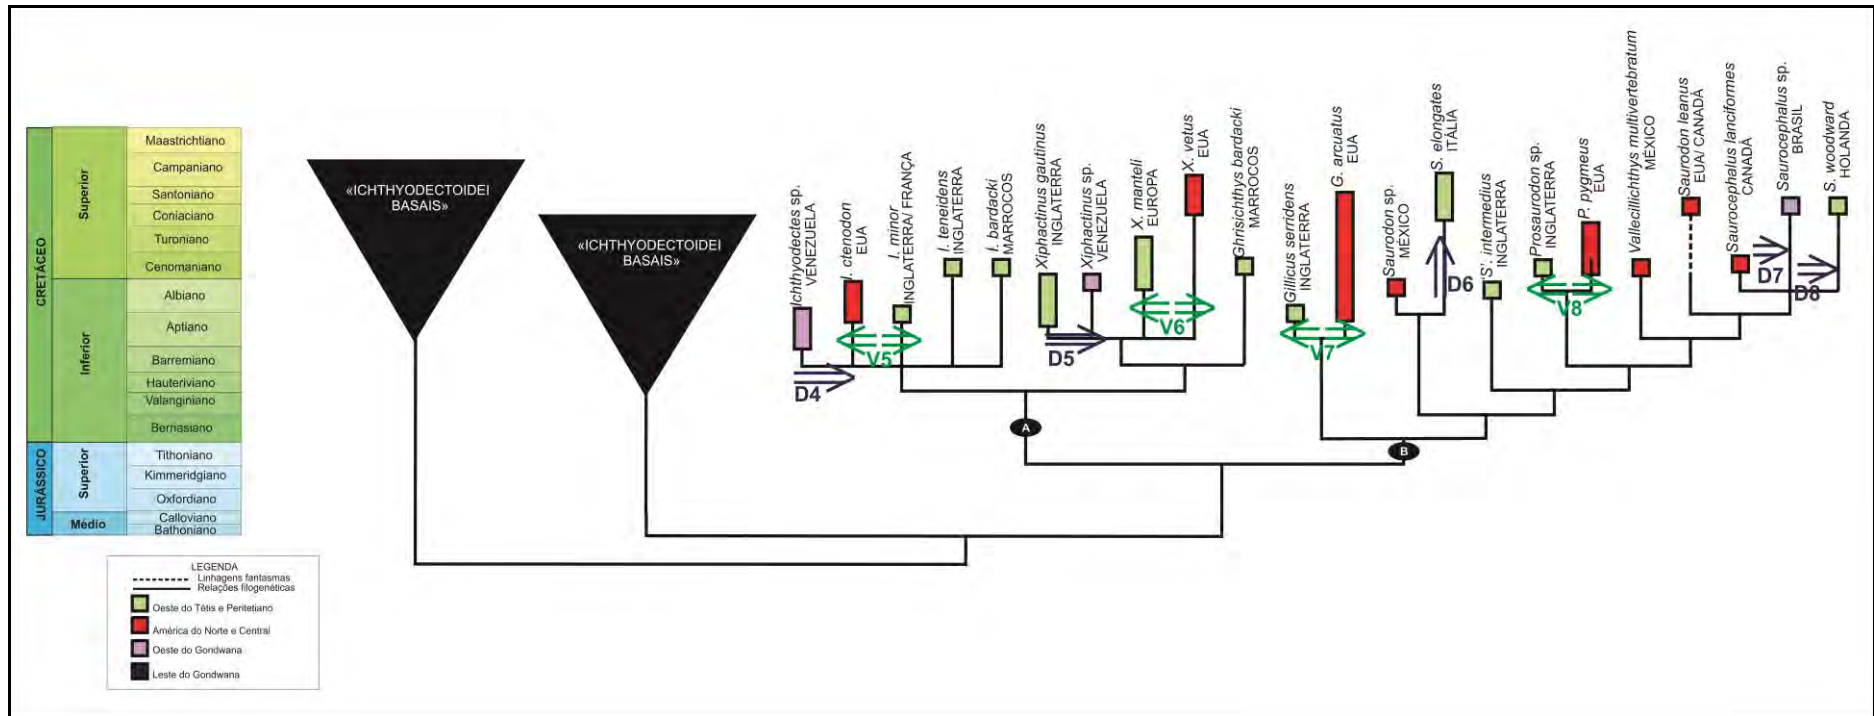 CRETÁCEO
JURÁSSICO
Superior
Inferior
Superior
Médio
Maastrichtiano
Campaniano
Santoniano
Coniaciano
Turoniano
Cenomaniano
Albiano
Aptiano
Barremiano
Hauteriviano
Valanginiano
Berriasiano
Tithoniano
Kimmeridgiano
Oxfordiano
Calloviano
Bathoniano
«ICHTHYODECTOIDEI
BASAIS»
«ICHTHYODECTOIDEI
BASAIS»
Ichthyodectes sp.
VENEZUELA
I. ctenodon
EUA
I. minor
INGLATERRA/ FRANÇA
I. teneidens
INGLATERRA
I. bardacki
MARROCOS
Xiphactinus gautinus
INGLATERRA
Xiphactinus sp.
VENEZUELA
X. manteli
EUROPA
X. vetus
EUA
Ghrisichthys bardacki
MARROCOS
Gillicus serridens
INGLATERRA
G. arcuatus
EUA
Saurodon sp.
MÉXICO
S. elongates
ITÁLIA
S'. intermedius
INGLATERRA
Prosaurodon sp.
INGLATERRA
P. pygmeus
EUA
Vallecillichthys multivertebratum
MÉXICO
Saurodon leanus
EUA/ CANADÁ
Saurocephalus lanciformes
CANADÁ
Saurocephalus sp.
BRASIL
S. woodward
HOLANDA
D4
V5
D5
V6
V7
D6
V8
D7
D8
A
B
LEGENDA
Linhagens fantasmas
Relações filogenéticas
Oeste do Tétis e Peritetiano
América do Norte e Central
Oeste do Gondwana
Leste do Gondwana